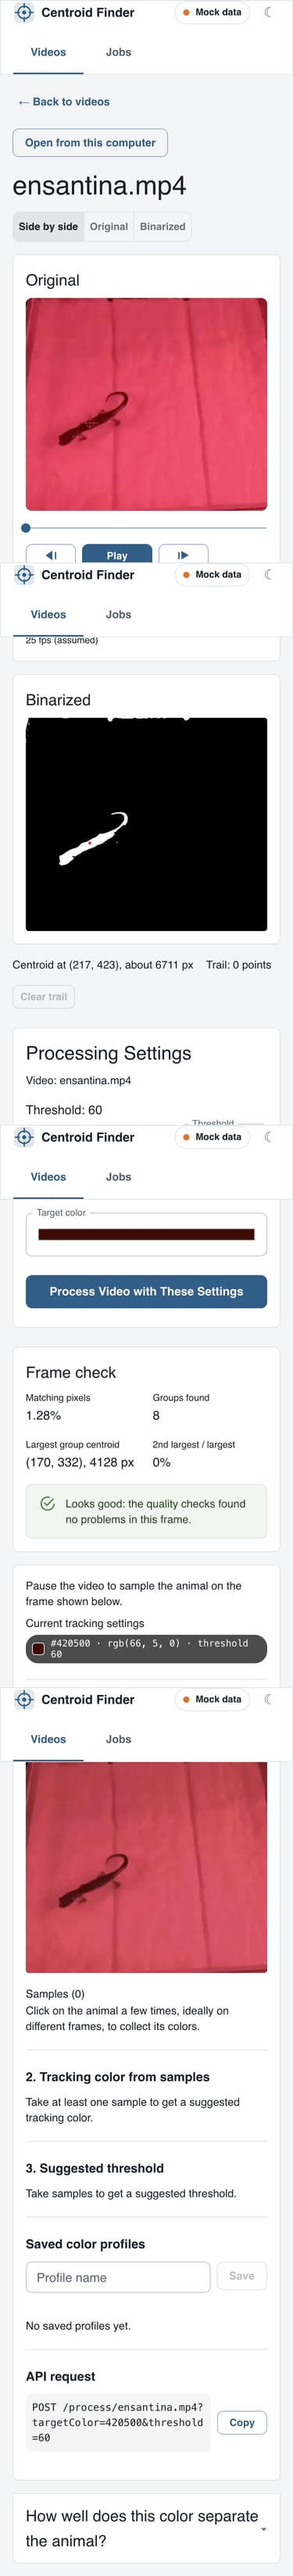 Centroid Finder
Mock data
Videos Jobs
← Back to videos
Open from this computer
ensantina.mp4
Side by side Original Binarized
Original
Play
Centroid Finder
Mock data
Videos Jobs
25 fps (assumed)
Binarized
Centroid at (217, 423), about 6711 px Trail: 0 points
Clear trail
Processing Settings
Video: ensantina.mp4
Threshold: 60
Threshold
Centroid Finder
Mock data
Videos Jobs
Target color
Process Video with These Settings
Frame check
Matching pixels Groups found
1.28% 8
Largest group centroid 2nd largest / largest
(170, 332), 4128 px 0%
Looks good: the quality checks found
no problems in this frame.
Pause the video to sample the animal on the
frame shown below.
Current tracking settings
#420500 · rgb(66, 5, 0) · threshold
60
Centroid Finder
Mock data
Videos Jobs
Samples (0)
Click on the animal a few times, ideally on
different frames, to collect its colors.
2. Tracking color from samples
Take at least one sample to get a suggested
tracking color.
3. Suggested threshold
Take samples to get a suggested threshold.
Saved color profiles
Profile name Save
No saved profiles yet.
API request
POST /process/ensantina.mp4?
targetColor=420500&threshold
=60
Copy
How well does this color separate
the animal?